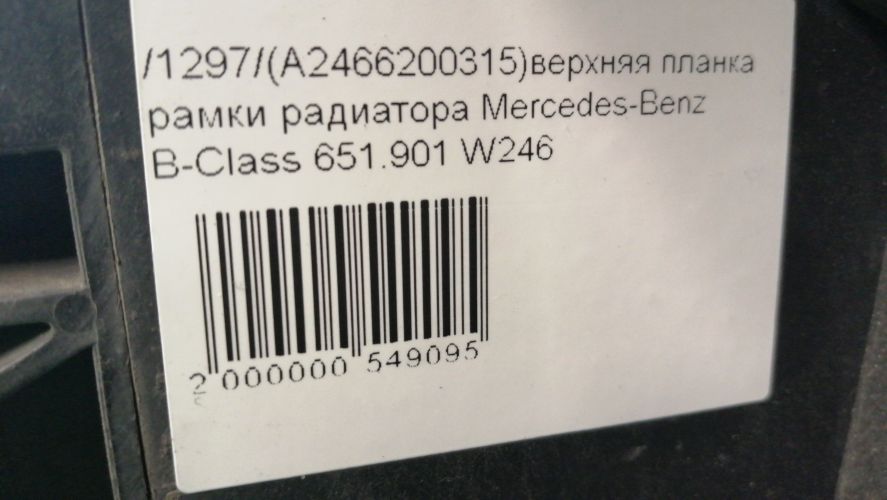 /1297/(A2466200315)верхняя планка
рамки радиатора Mercedes-Benz
B-Class 651.901 W246
2 000000 549095